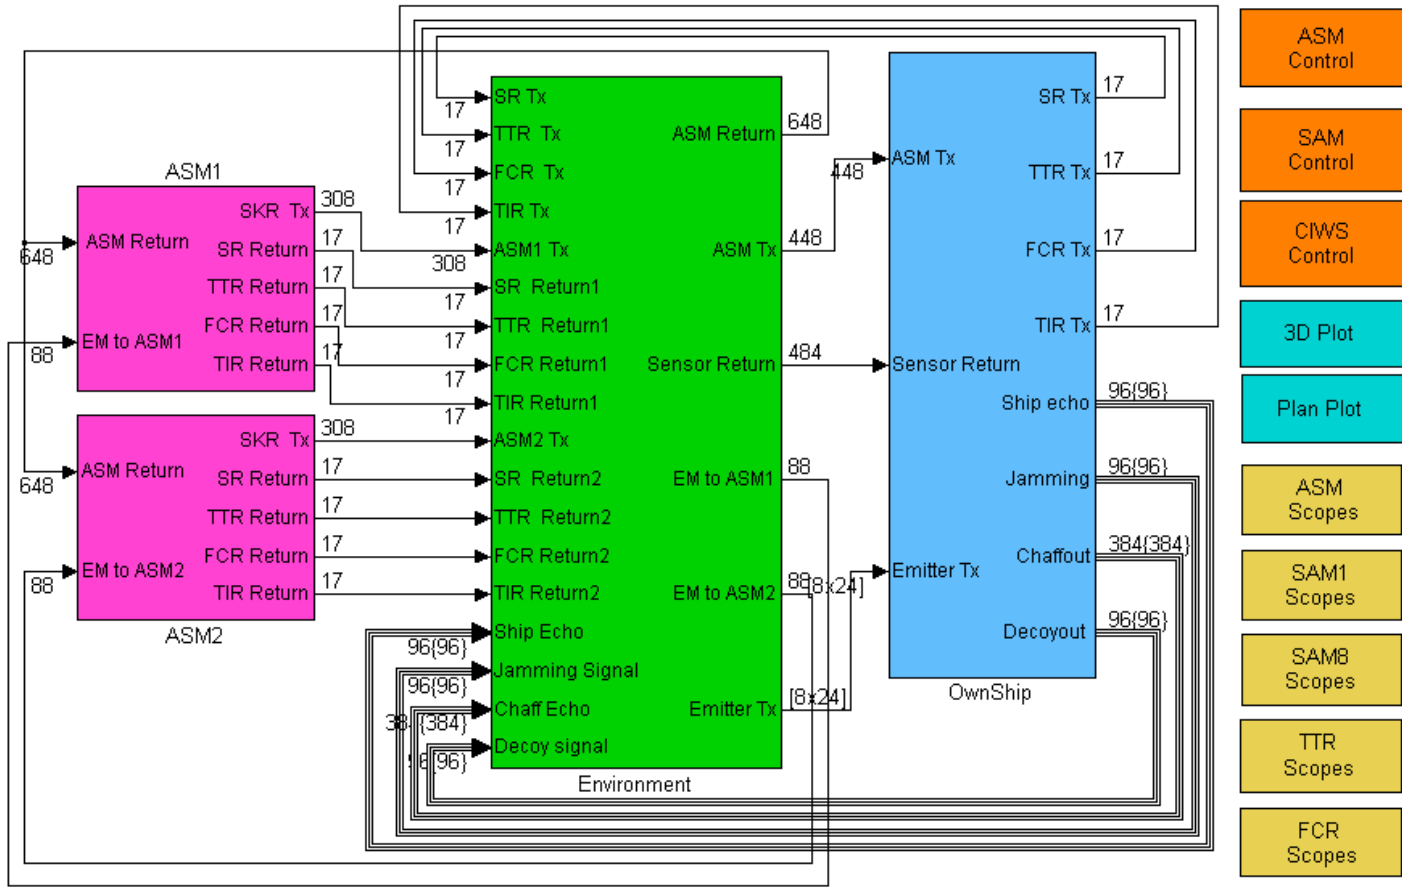 ASM1
648
ASM Return
88
EM to ASM1
SKR Tx
308
SR Return
17
TTR Return
17
FCR Return
17
TIR Return
17
648
ASM Return
88
EM to ASM2
SKR Tx
308
SR Return
17
TTR Return
17
FCR Return
17
TIR Return
17
ASM2
17
SR Tx
17
TTR Tx
17
FCR Tx
17
TIR Tx
308
ASM1 Tx
17
SR Return1
17
TTR Return1
17
FCR Return1
17
TIR Return1
ASM2 Tx
SR Return2
TTR Return2
FCR Return2
TIR Return2
Ship Echo
96{96}
Jamming Signal
96{96}
Chaff Echo
384{384}
Decoy signal
96{96}
ASM Return
648
ASM Tx
448
Sensor Return
484
EM to ASM1
88
EM to ASM2
88
Emitter Tx
[8x24]
Environment
ASM Tx
448
Sensor Return
Emitter Tx
[8x24]
SR Tx
17
TTR Tx
17
FCR Tx
17
TIR Tx
17
Ship echo
96{96}
Jamming
96{96}
Chaffout
384{384}
Decoyout
96{96}
OwnShip
ASM
Control
SAM
Control
CIWS
Control
3D Plot
Plan Plot
ASM
Scopes
SAM1
Scopes
SAM8
Scopes
TTR
Scopes
FCR
Scopes